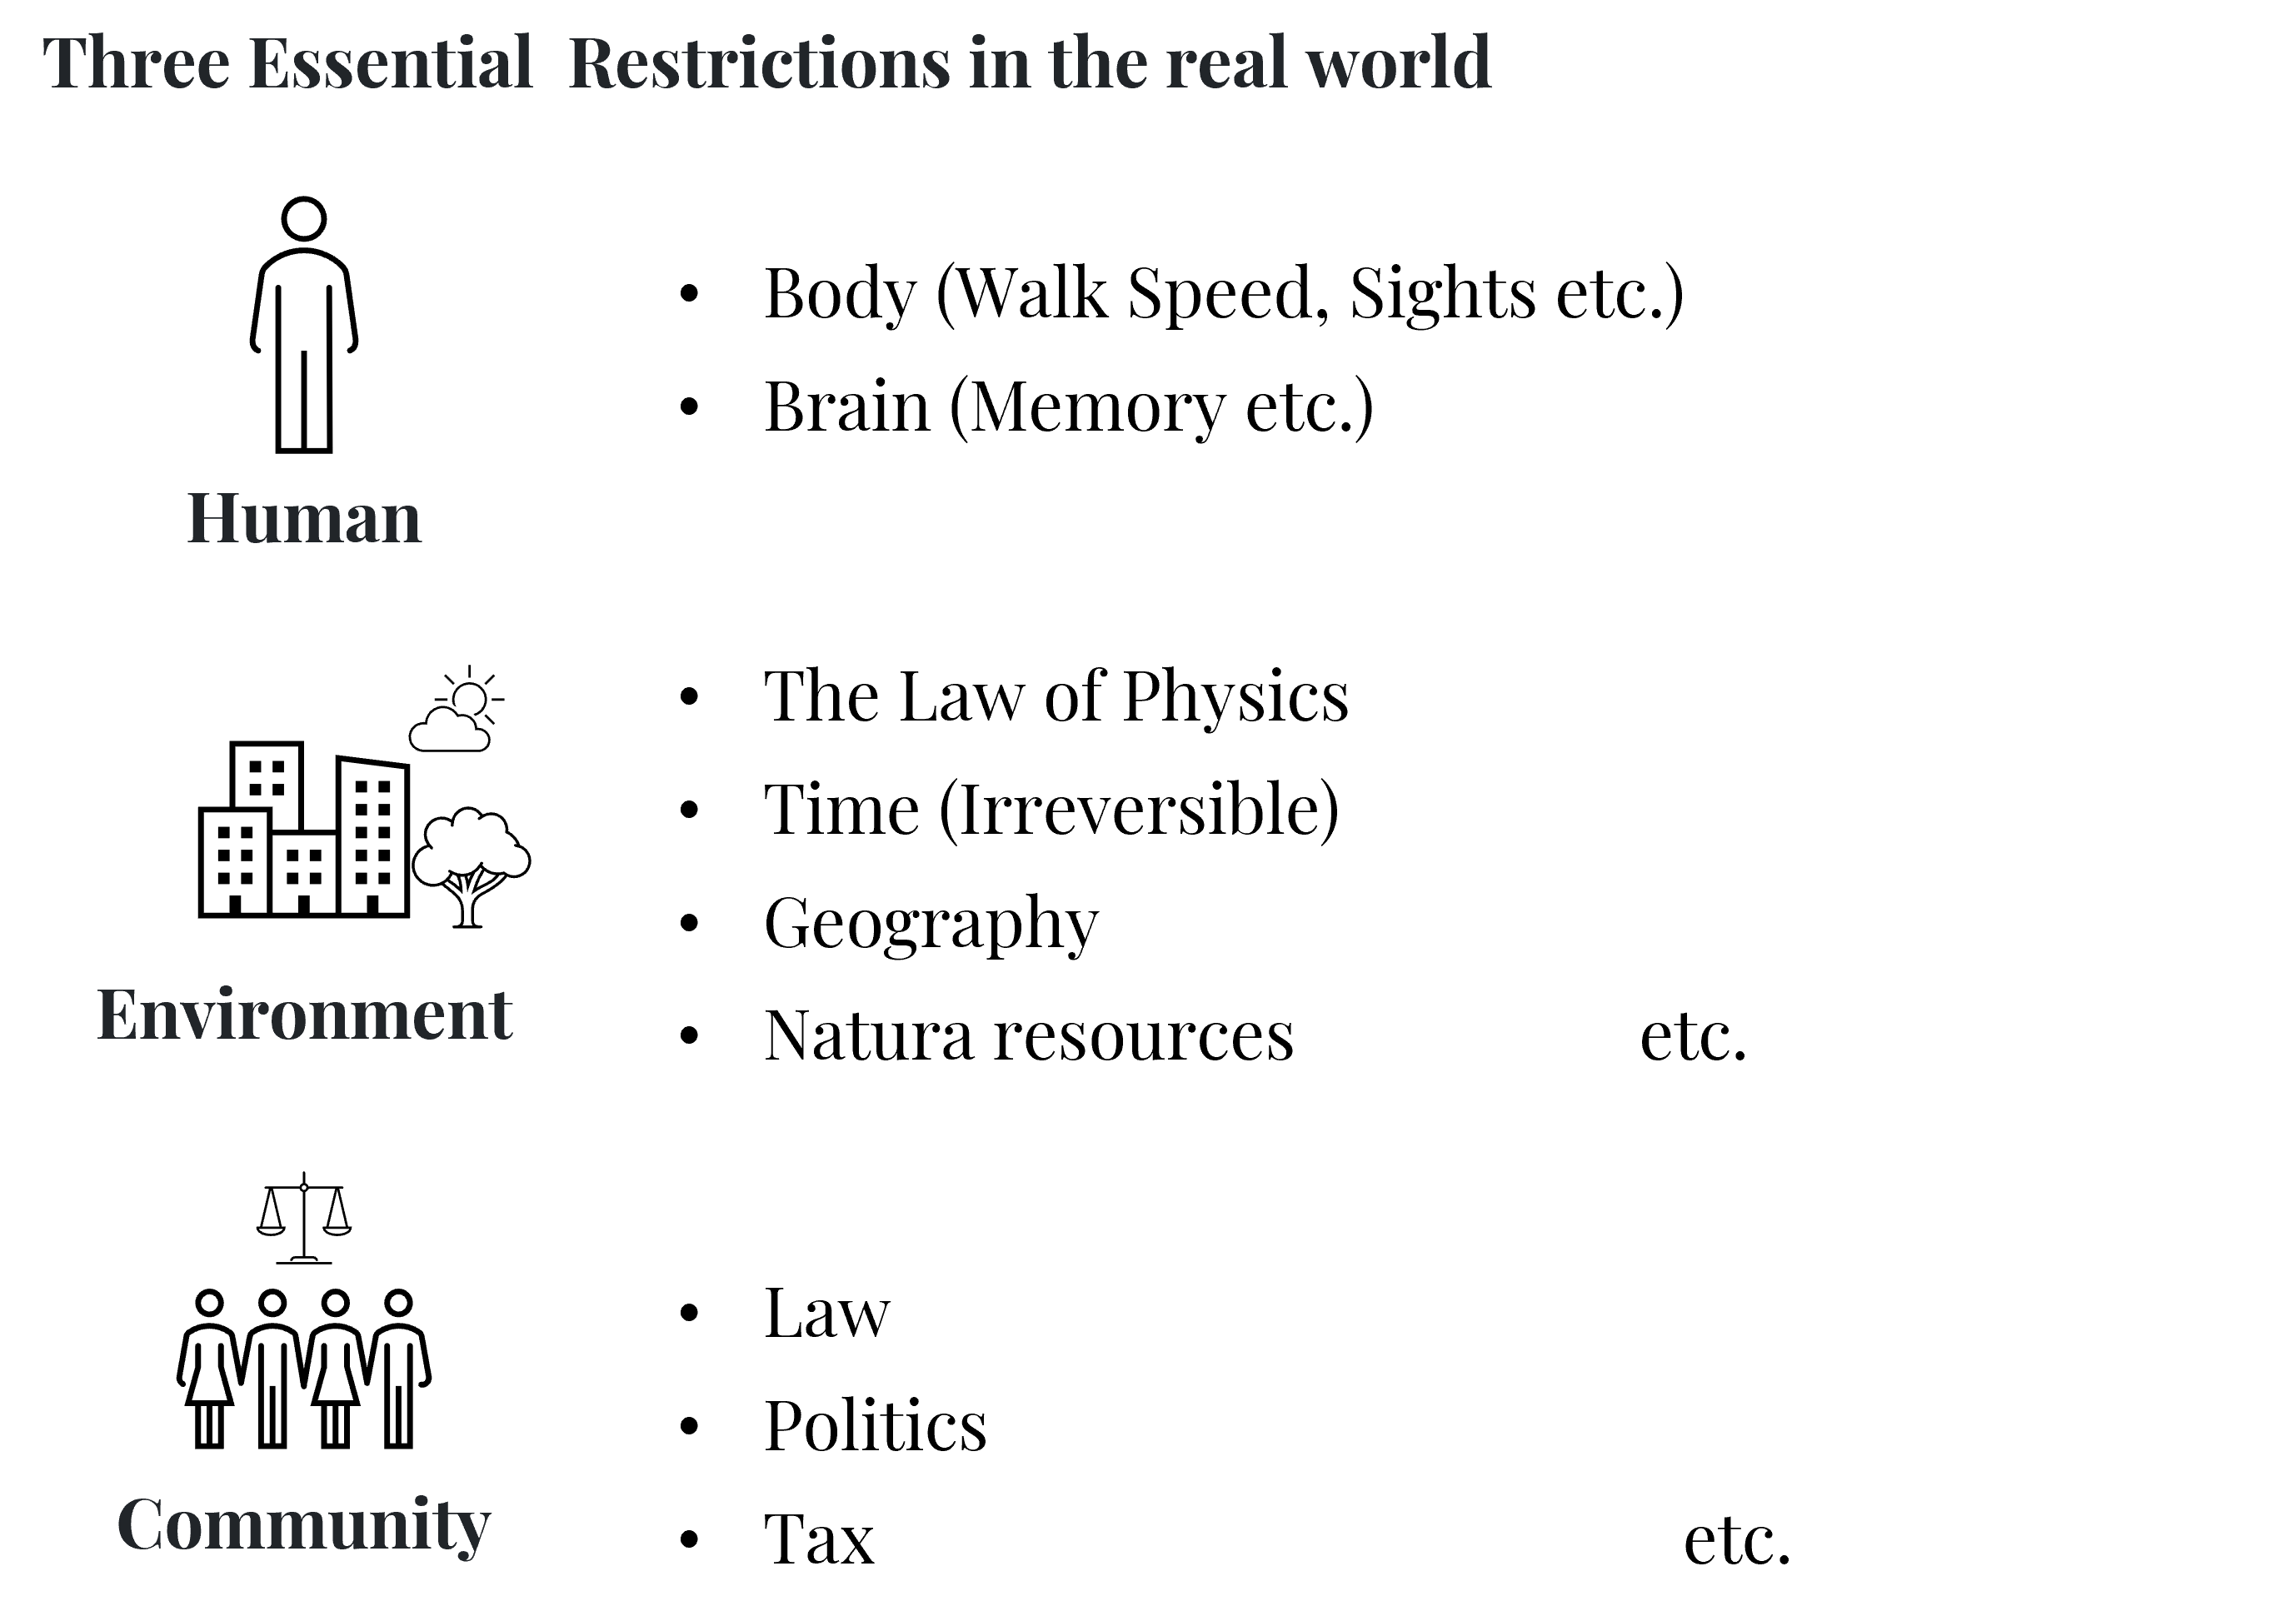 Three Essential Restrictions in the real world
• Body (Walk Speed, Sights etc.)
• Brain (Memory etc.)
Human
• The Law of Physics
• Time (Irreversible)
• Geography
• Natura resources etc.
Environment
• Law
• Politics
• Tax etc.
Community